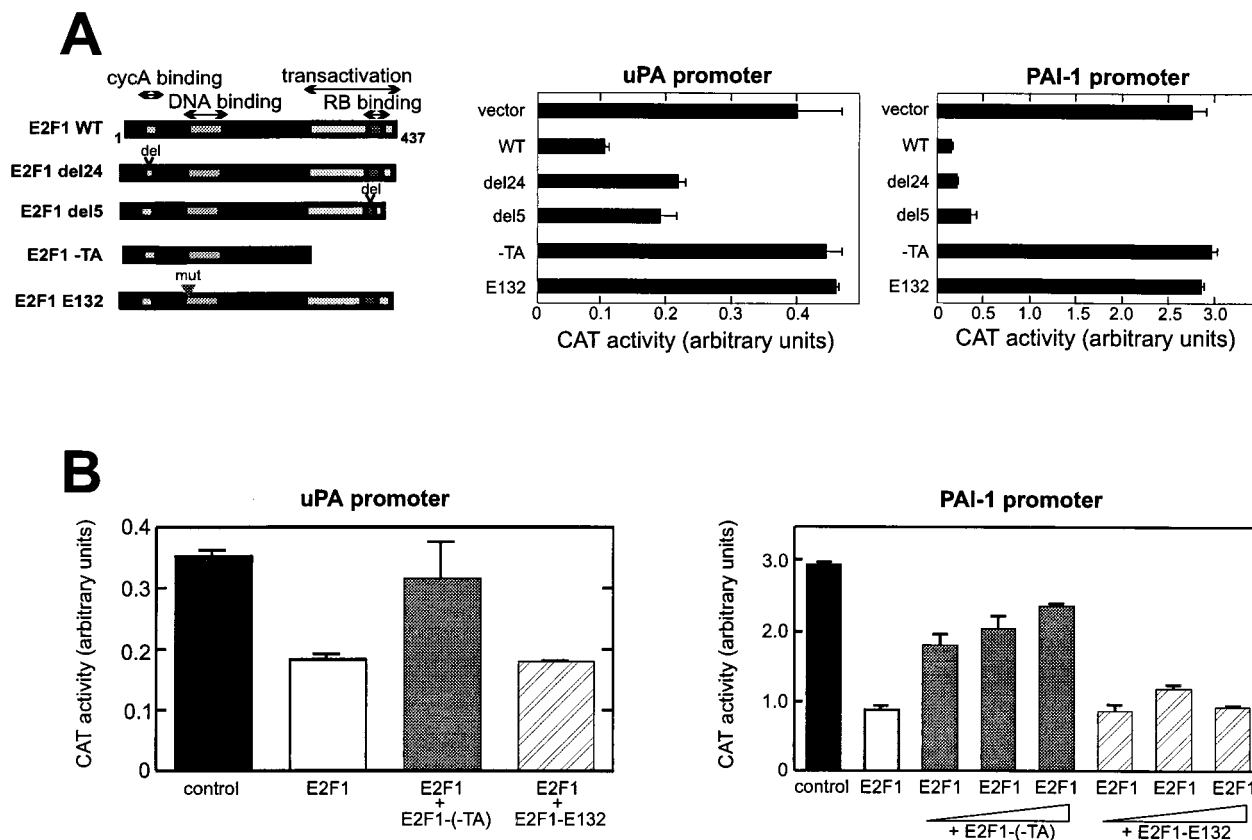 A
cycA binding
transactivation
DNA binding
RB binding
E2F1 WT
1
437
del
E2F1 del24
del
E2F1 del5
E2F1 -TA
mut
E2F1 E132
uPA promoter
vector
WT
del24
del5
-TA
E132
0 0.1 0.2 0.3 0.4
CAT activity (arbitrary units)
PAI-1 promoter
vector
WT
del24
del5
-TA
E132
0 0.5 1.0 1.5 2.0 2.5 3.0
CAT activity (arbitrary units)
B
uPA promoter
CAT activity (arbitrary units)
0.4
0.3
0.2
0.1
0
control
E2F1
E2F1
+
E2F1-(-TA)
E2F1
+
E2F1-E132
PAI-1 promoter
CAT activity (arbitrary units)
3.0
2.0
1.0
0
control E2F1 E2F1 E2F1 E2F1 E2F1 E2F1 E2F1
+ E2F1-(-TA)
+ E2F1-E132